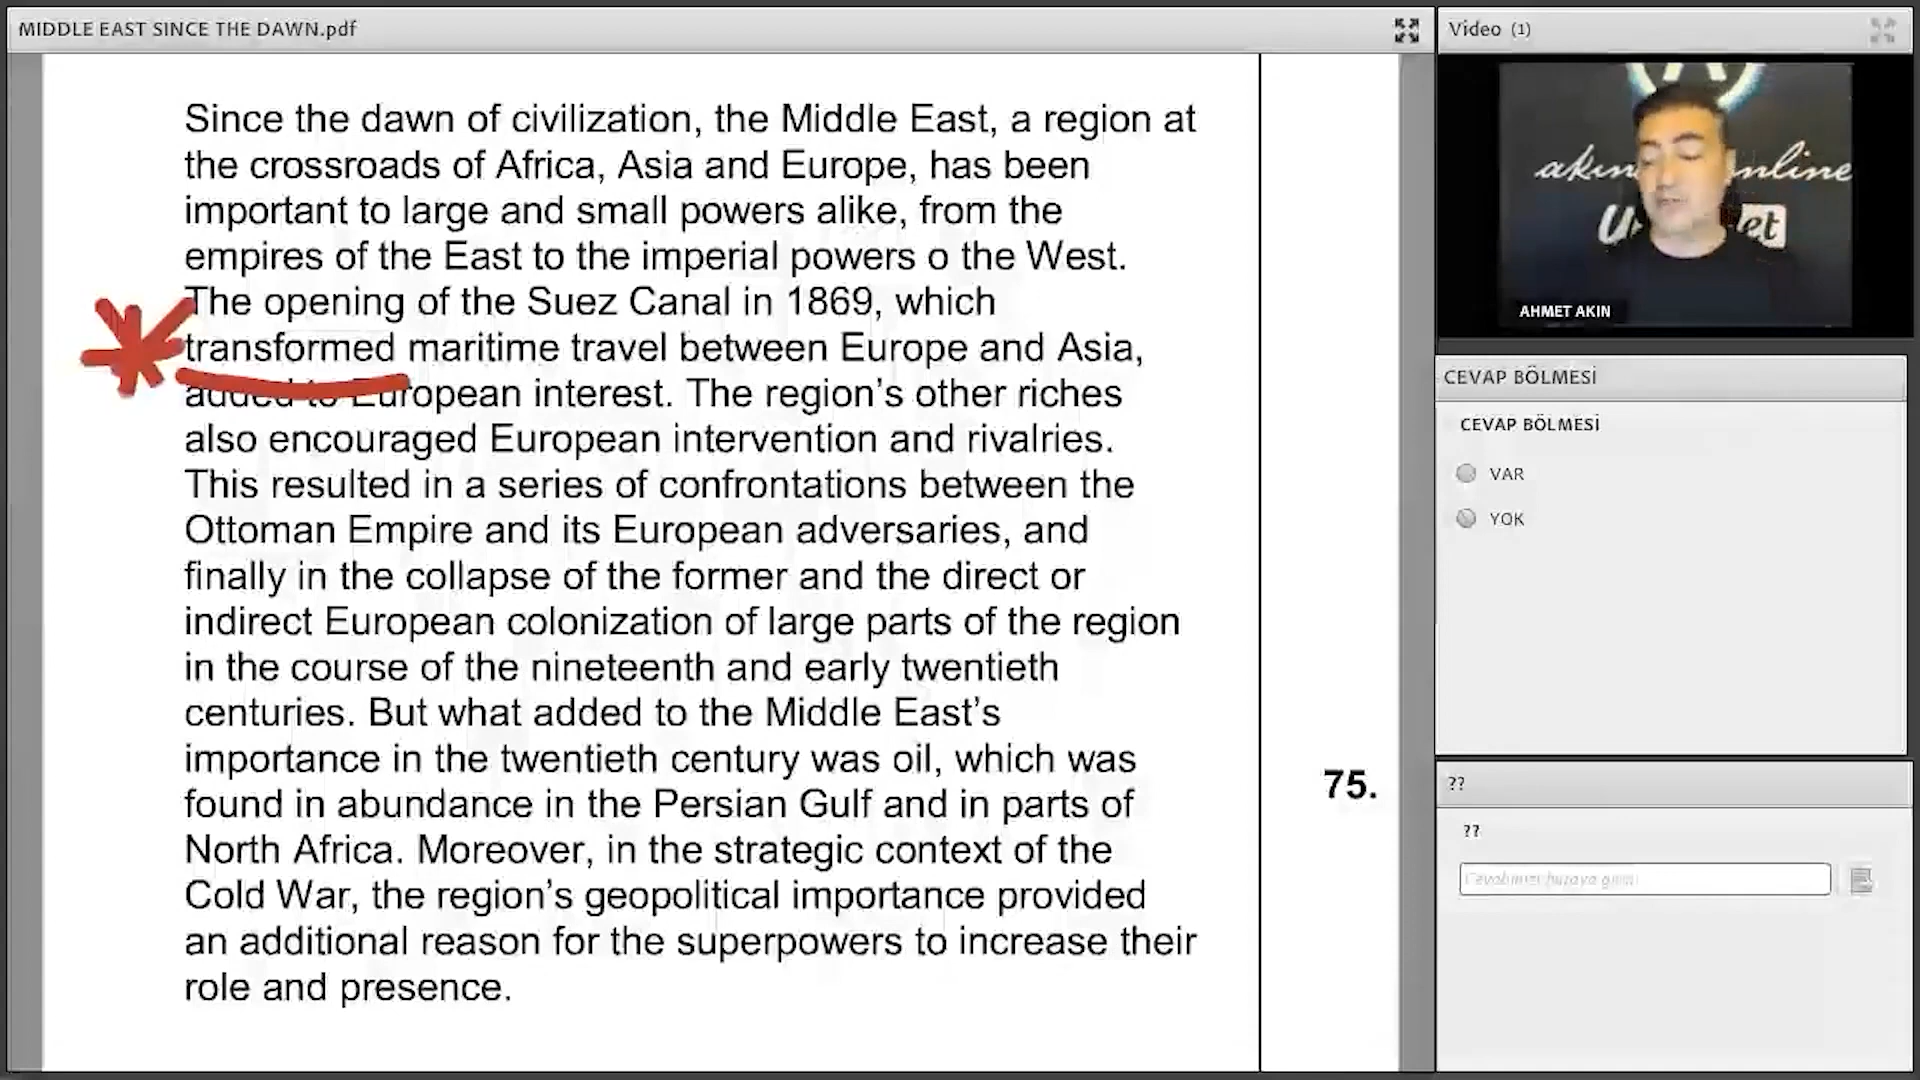 MIDDLE EAST SINCE THE DAWN.pdf
Since the dawn of civilization, the Middle East, a region at
the crossroads of Africa, Asia and Europe, has been
important to large and small powers alike, from the
empires of the East to the imperial powers o the West.
The opening of the Suez Canal in 1869, which
transformed maritime travel between Europe and Asia,
added to European interest. The region's other riches
also encouraged European intervention and rivalries.
This resulted in a series of confrontations between the
Ottoman Empire and its European adversaries, and
finally in the collapse of the former and the direct or
indirect European colonization of large parts of the region
in the course of the nineteenth and early twentieth
centuries. But what added to the Middle East's
importance in the twentieth century was oil, which was
found in abundance in the Persian Gulf and in parts of
North Africa. Moreover, in the strategic context of the
Cold War, the region's geopolitical importance provided
an additional reason for the superpowers to increase their
role and presence.
75.
Video (1)
AHMET AKIN
CEVAP BÖLMESİ
CEVAP BÖLMESİ
VAR
YOK
??
??
Cevabınızı buraya girin